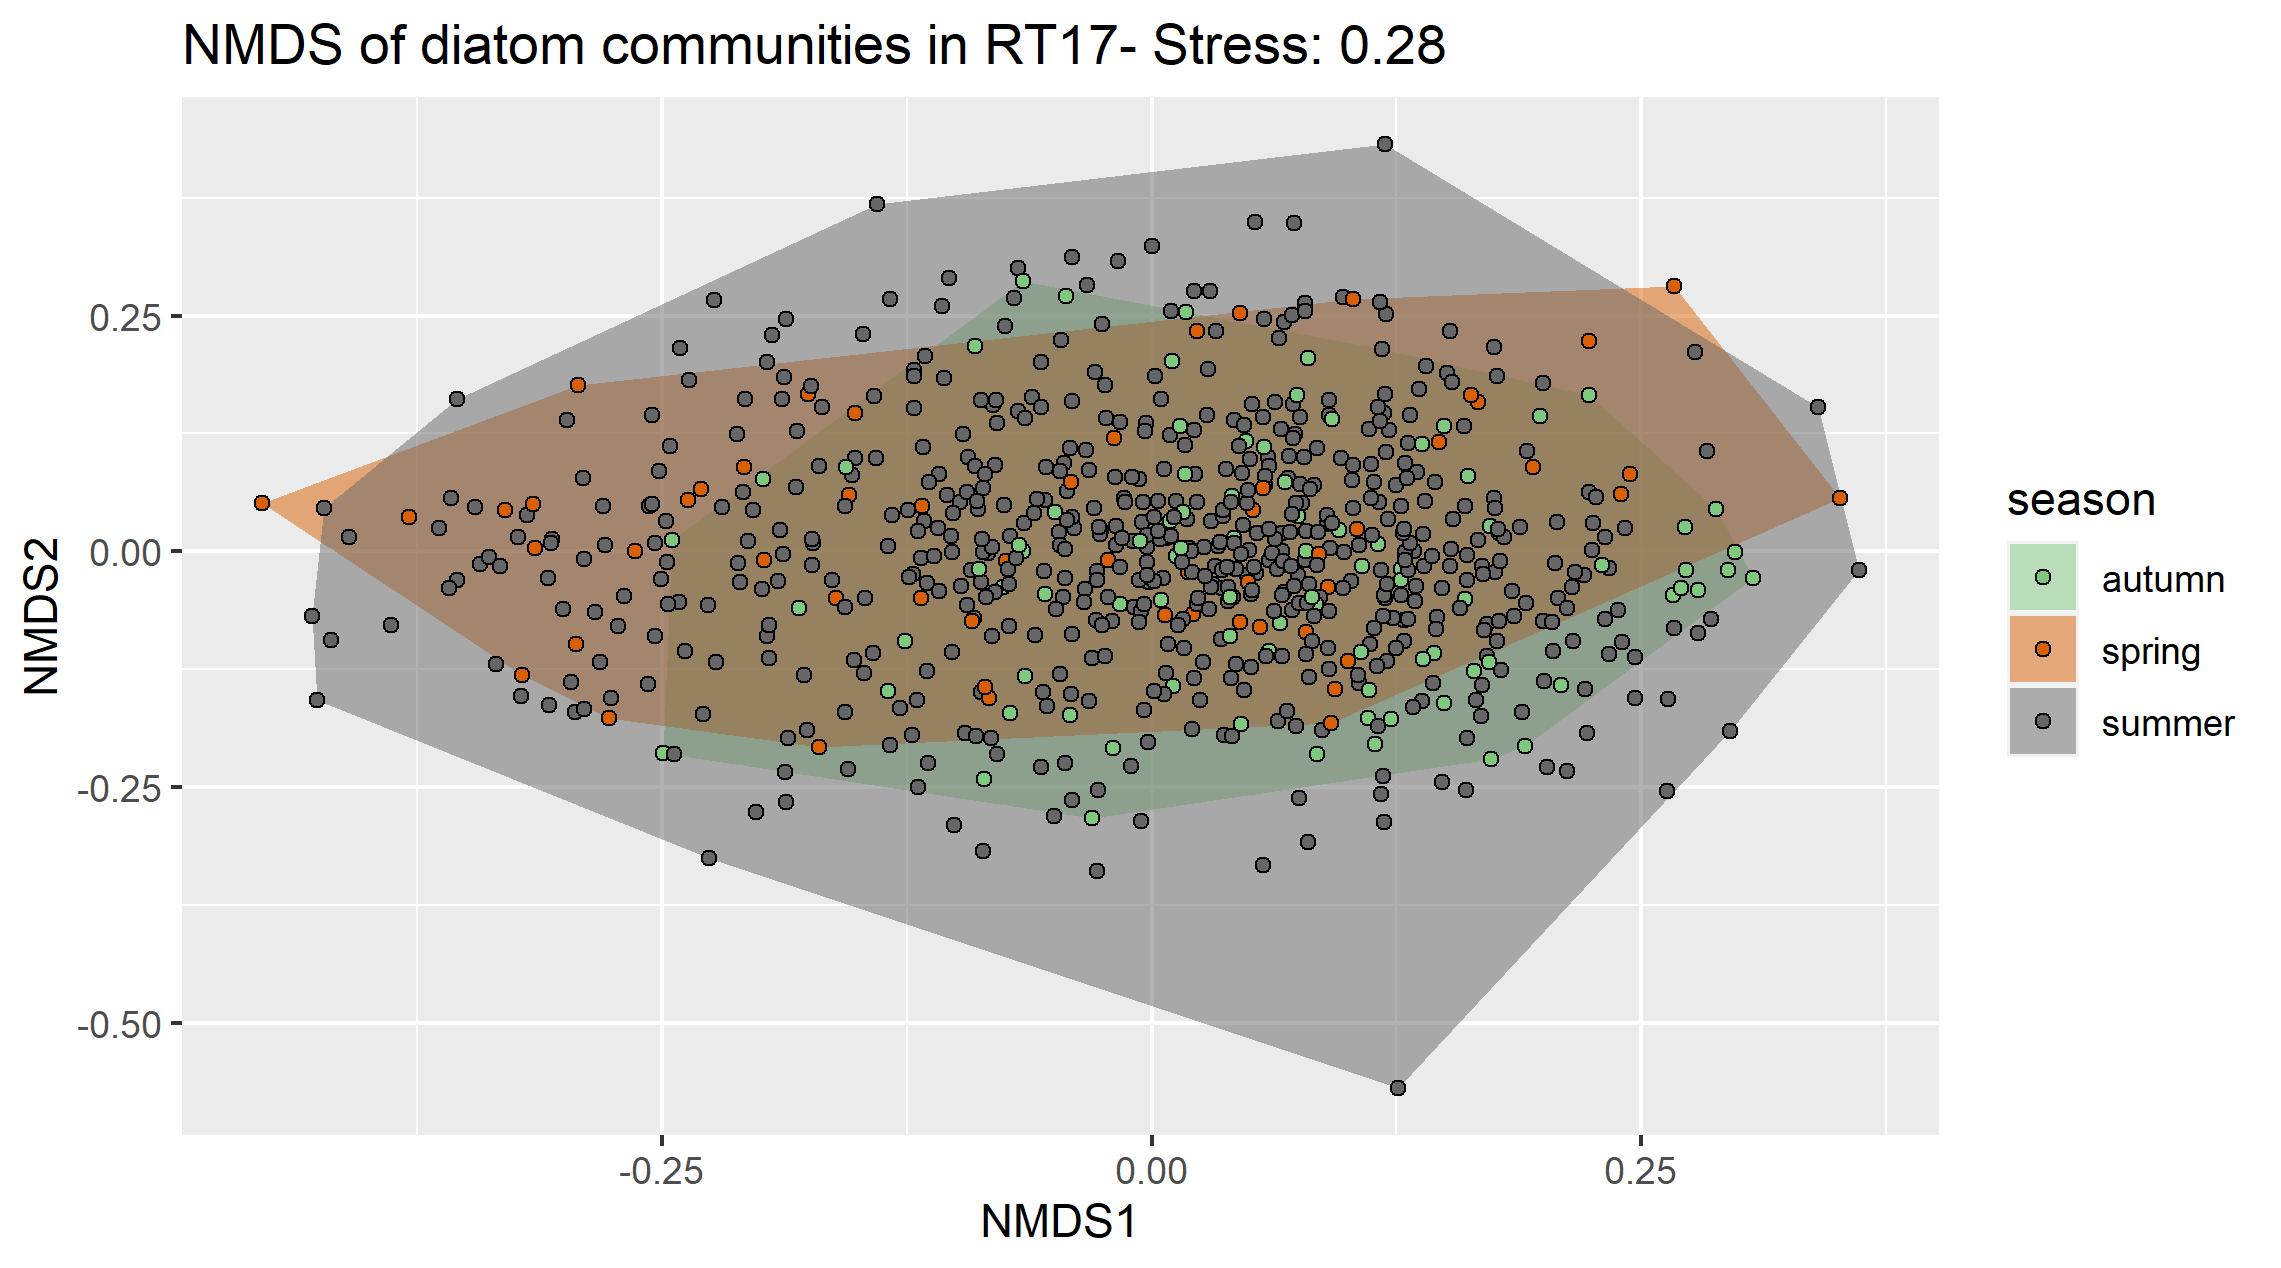 NMDS of diatom communities in RT17- Stress: 0.28
0.25
0.00
-0.25
-0.50
NMDS2
-0.25
0.00
0.25
NMDS1
season
autumn
spring
summer